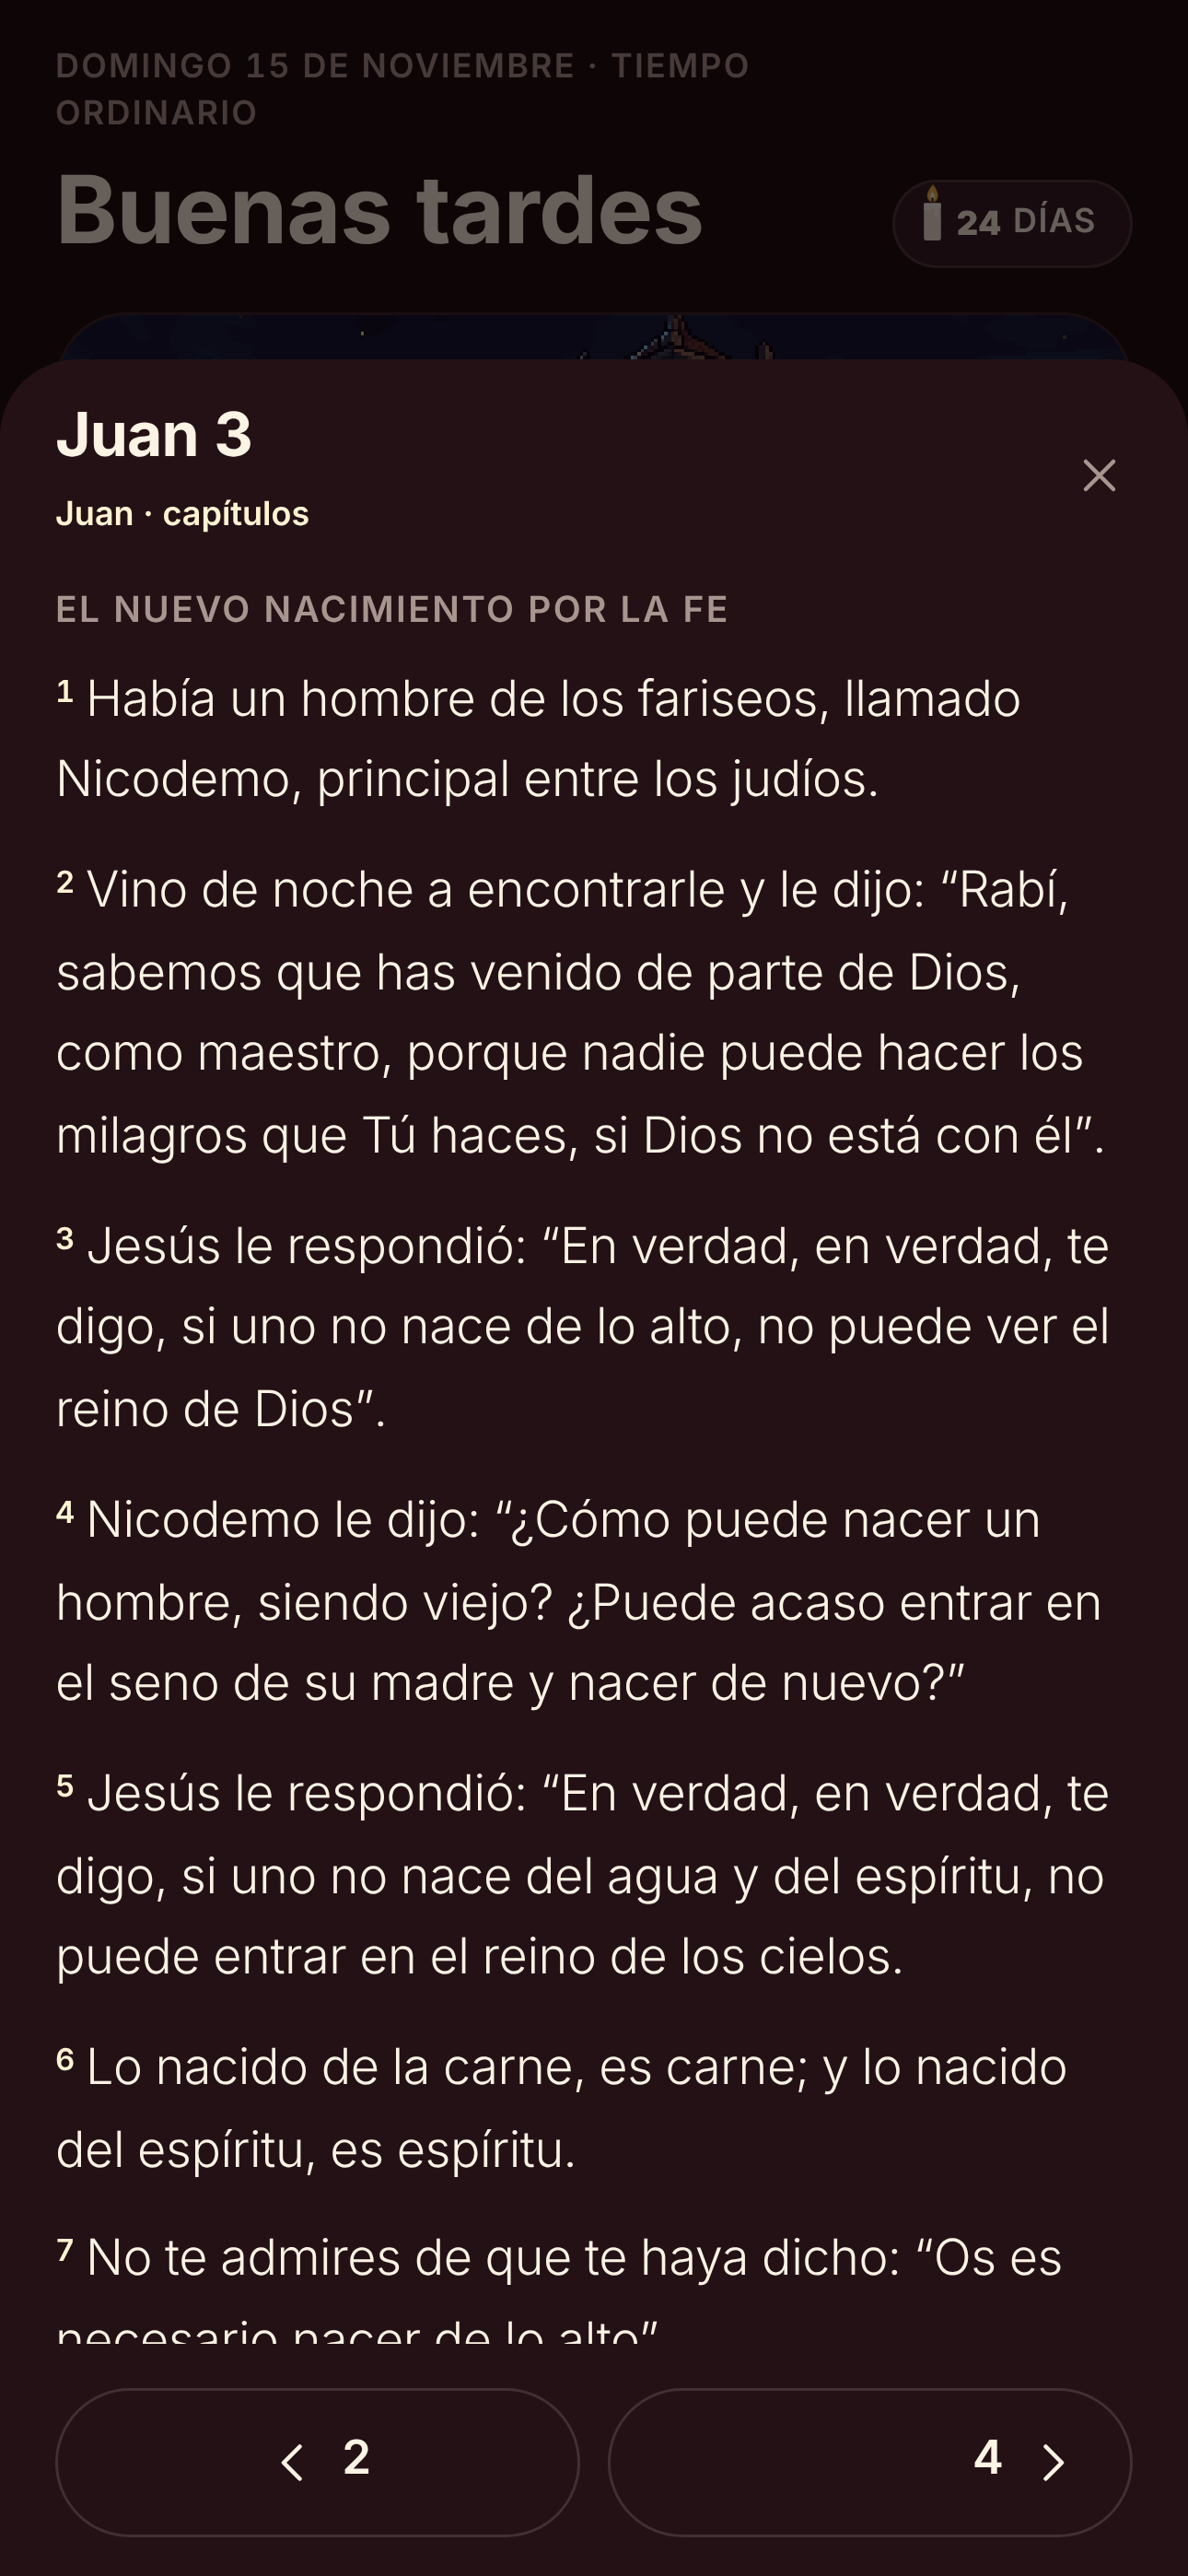 DOMINGO 15 DE NOVIEMBRE · TIEMPO
ORDINARIO
Buenas tardes
24 DÍAS
Juan 3
Juan · capítulos
EL NUEVO NACIMIENTO POR LA FE
1 Había un hombre de los fariseos, llamado
Nicodemo, principal entre los judíos.
2 Vino de noche a encontrarle y le dijo: “Rabí,
sabemos que has venido de parte de Dios,
como maestro, porque nadie puede hacer los
milagros que Tú haces, si Dios no está con él”.
3 Jesús le respondió: “En verdad, en verdad, te
digo, si uno no nace de lo alto, no puede ver el
reino de Dios”.
4 Nicodemo le dijo: “¿Cómo puede nacer un
hombre, siendo viejo? ¿Puede acaso entrar en
el seno de su madre y nacer de nuevo?”
5 Jesús le respondió: “En verdad, en verdad, te
digo, si uno no nace del agua y del espíritu, no
puede entrar en el reino de los cielos.
6 Lo nacido de la carne, es carne; y lo nacido
del espíritu, es espíritu.
7 No te admires de que te haya dicho: “Os es
necesario nacer de lo alto”
2
4